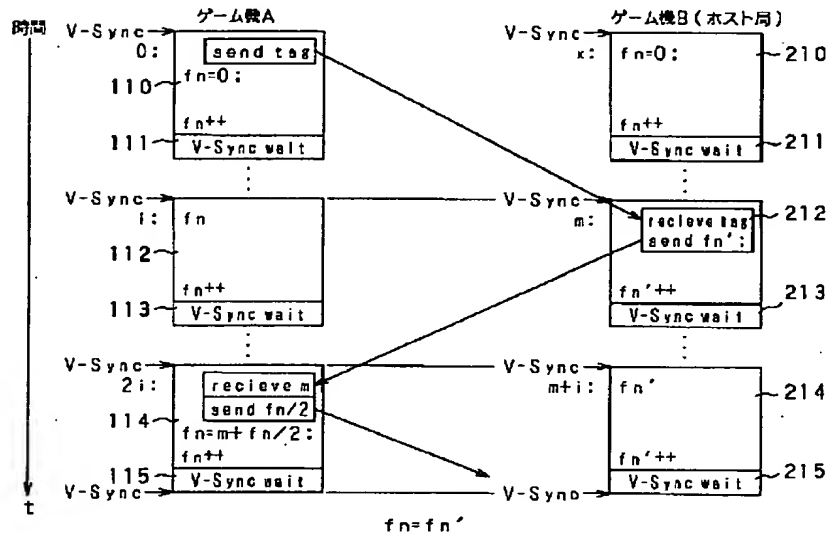 時間
t
ゲーム機A
V-Sync
0:
send tag
110
fn=0:
fn++
111
V-Sync wait
V-Sync
i:
fn
112
fn++
113
V-Sync wait
V-Sync
2i:
recieve m
send fn/2
114
fn=m+fn/2:
fn++
115
V-Sync wait
V-Sync
ゲーム機B(ホスト局)
V-Sync
x:
fn=0:
210
fn++
V-Sync wait
211
V-Sync
m:
recieve tag
212
send fn':
fn'++
V-Sync wait
213
V-Sync
m+i:
fn'
214
fn'++
V-Sync wait
215
V-Sync
fn=fn'